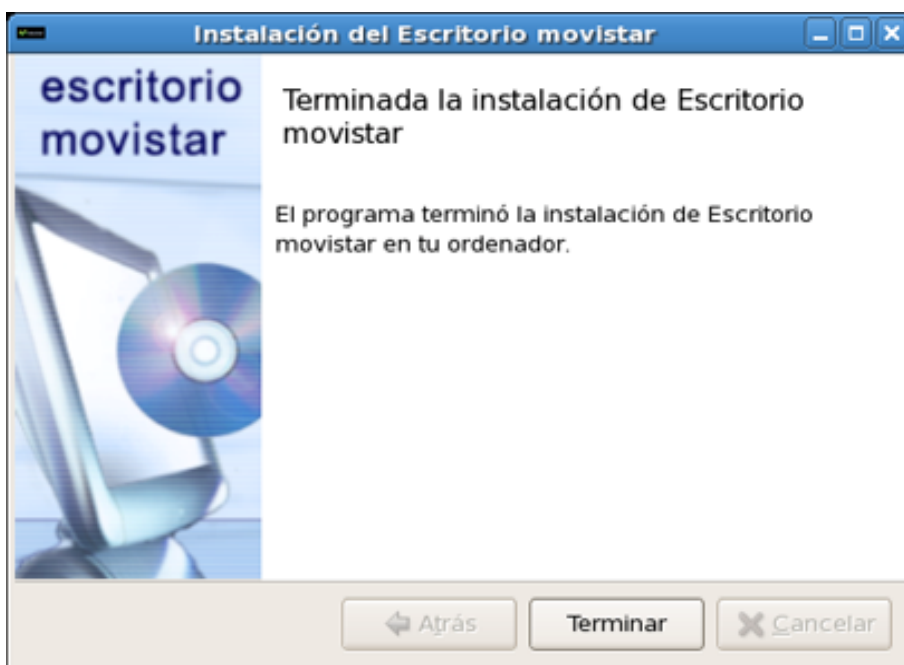 Instalación del Escritorio movistar
escritorio
movistar
Terminada la instalación de Escritorio
movistar
El programa terminó la instalación de Escritorio
movistar en tu ordenador.
Atrás
Terminar
Cancelar